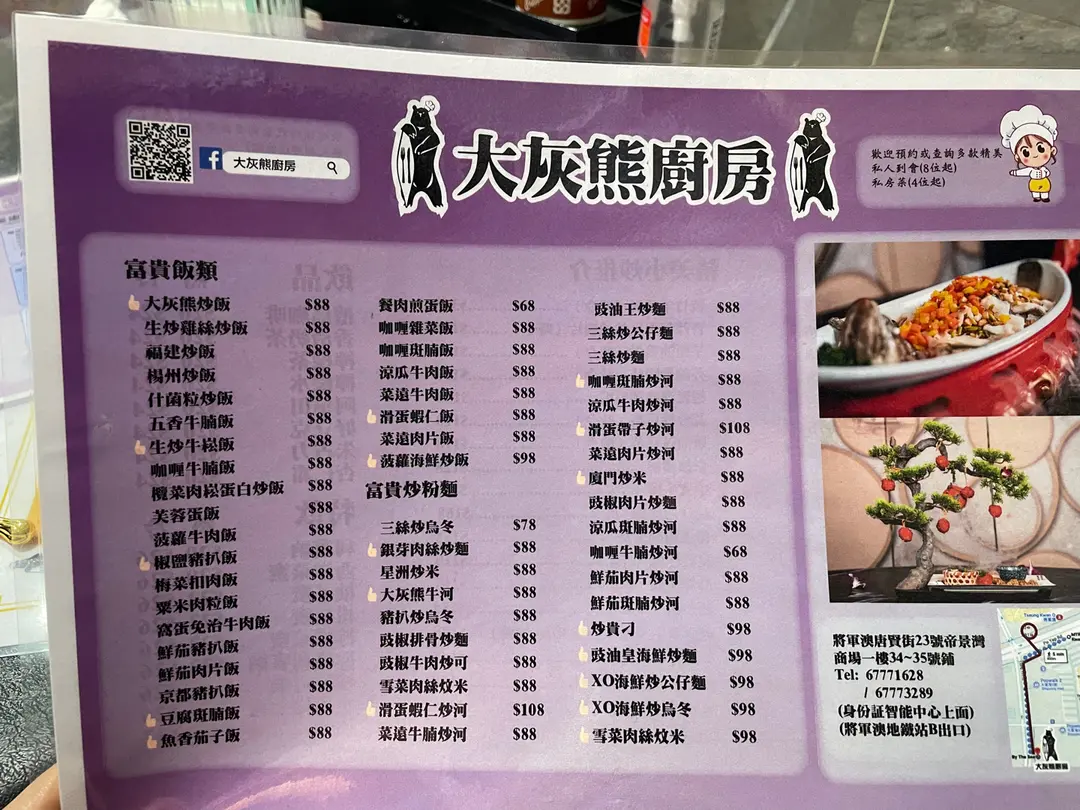 大灰熊廚房
大灰熊廚房
歡迎預約或查詢多款精美
私人到會(8位起)
私房菜(4位起)
富貴飯類
大灰熊炒飯 $88
生炒雞絲炒飯 $88
福建炒飯 $88
楊州炒飯 $88
什菌粒炒飯 $88
五香牛腩飯 $88
生炒牛崧飯 $88
咖喱牛腩飯 $88
欖菜肉崧蛋白炒飯 $88
芙蓉蛋飯 $88
菠蘿牛肉飯 $88
椒鹽豬扒飯 $88
梅菜扣肉飯 $88
粟米肉粒飯 $88
窩蛋免治牛肉飯 $88
鮮茄豬扒飯 $88
鮮茄肉片飯 $88
京都豬扒飯 $88
豆腐斑腩飯 $88
魚香茄子飯 $88
餐肉煎蛋飯 $68
咖喱雜菜飯 $88
咖喱斑腩飯 $88
涼瓜牛肉飯 $88
菜遠牛肉飯 $88
滑蛋蝦仁飯 $88
菜遠肉片飯 $88
菠蘿海鮮炒飯 $98
富貴炒粉麵
三絲炒烏冬 $78
銀芽肉絲炒麵 $88
星洲炒米 $88
大灰熊牛河 $88
豬扒炒烏冬 $88
豉椒排骨炒麵 $88
豉椒牛肉炒可 $88
雪菜肉絲炆米 $88
滑蛋蝦仁炒河 $108
菜遠牛腩炒河 $88
豉油王炒麵 $88
三絲炒公仔麵 $88
三絲炒麵 $88
咖喱斑腩炒河 $88
涼瓜牛肉炒河 $88
滑蛋帶子炒河 $108
菜遠肉片炒河 $88
廈門炒米 $88
豉椒肉片炒麵 $88
涼瓜斑腩炒河 $88
咖喱牛腩炒河 $68
鮮茄肉片炒河 $88
鮮茄斑腩炒河 $88
炒貴刁 $98
豉油皇海鮮炒麵 $98
XO海鮮炒公仔麵 $98
XO海鮮炒烏冬 $98
雪菜肉絲炆米 $98
將軍澳唐賢街23號帝景灣
商場一樓34~35號鋪
Tel: 67771628
/ 67773289
(身份証智能中心上面)
(將軍澳地鐵站B出口)
大灰熊廚房